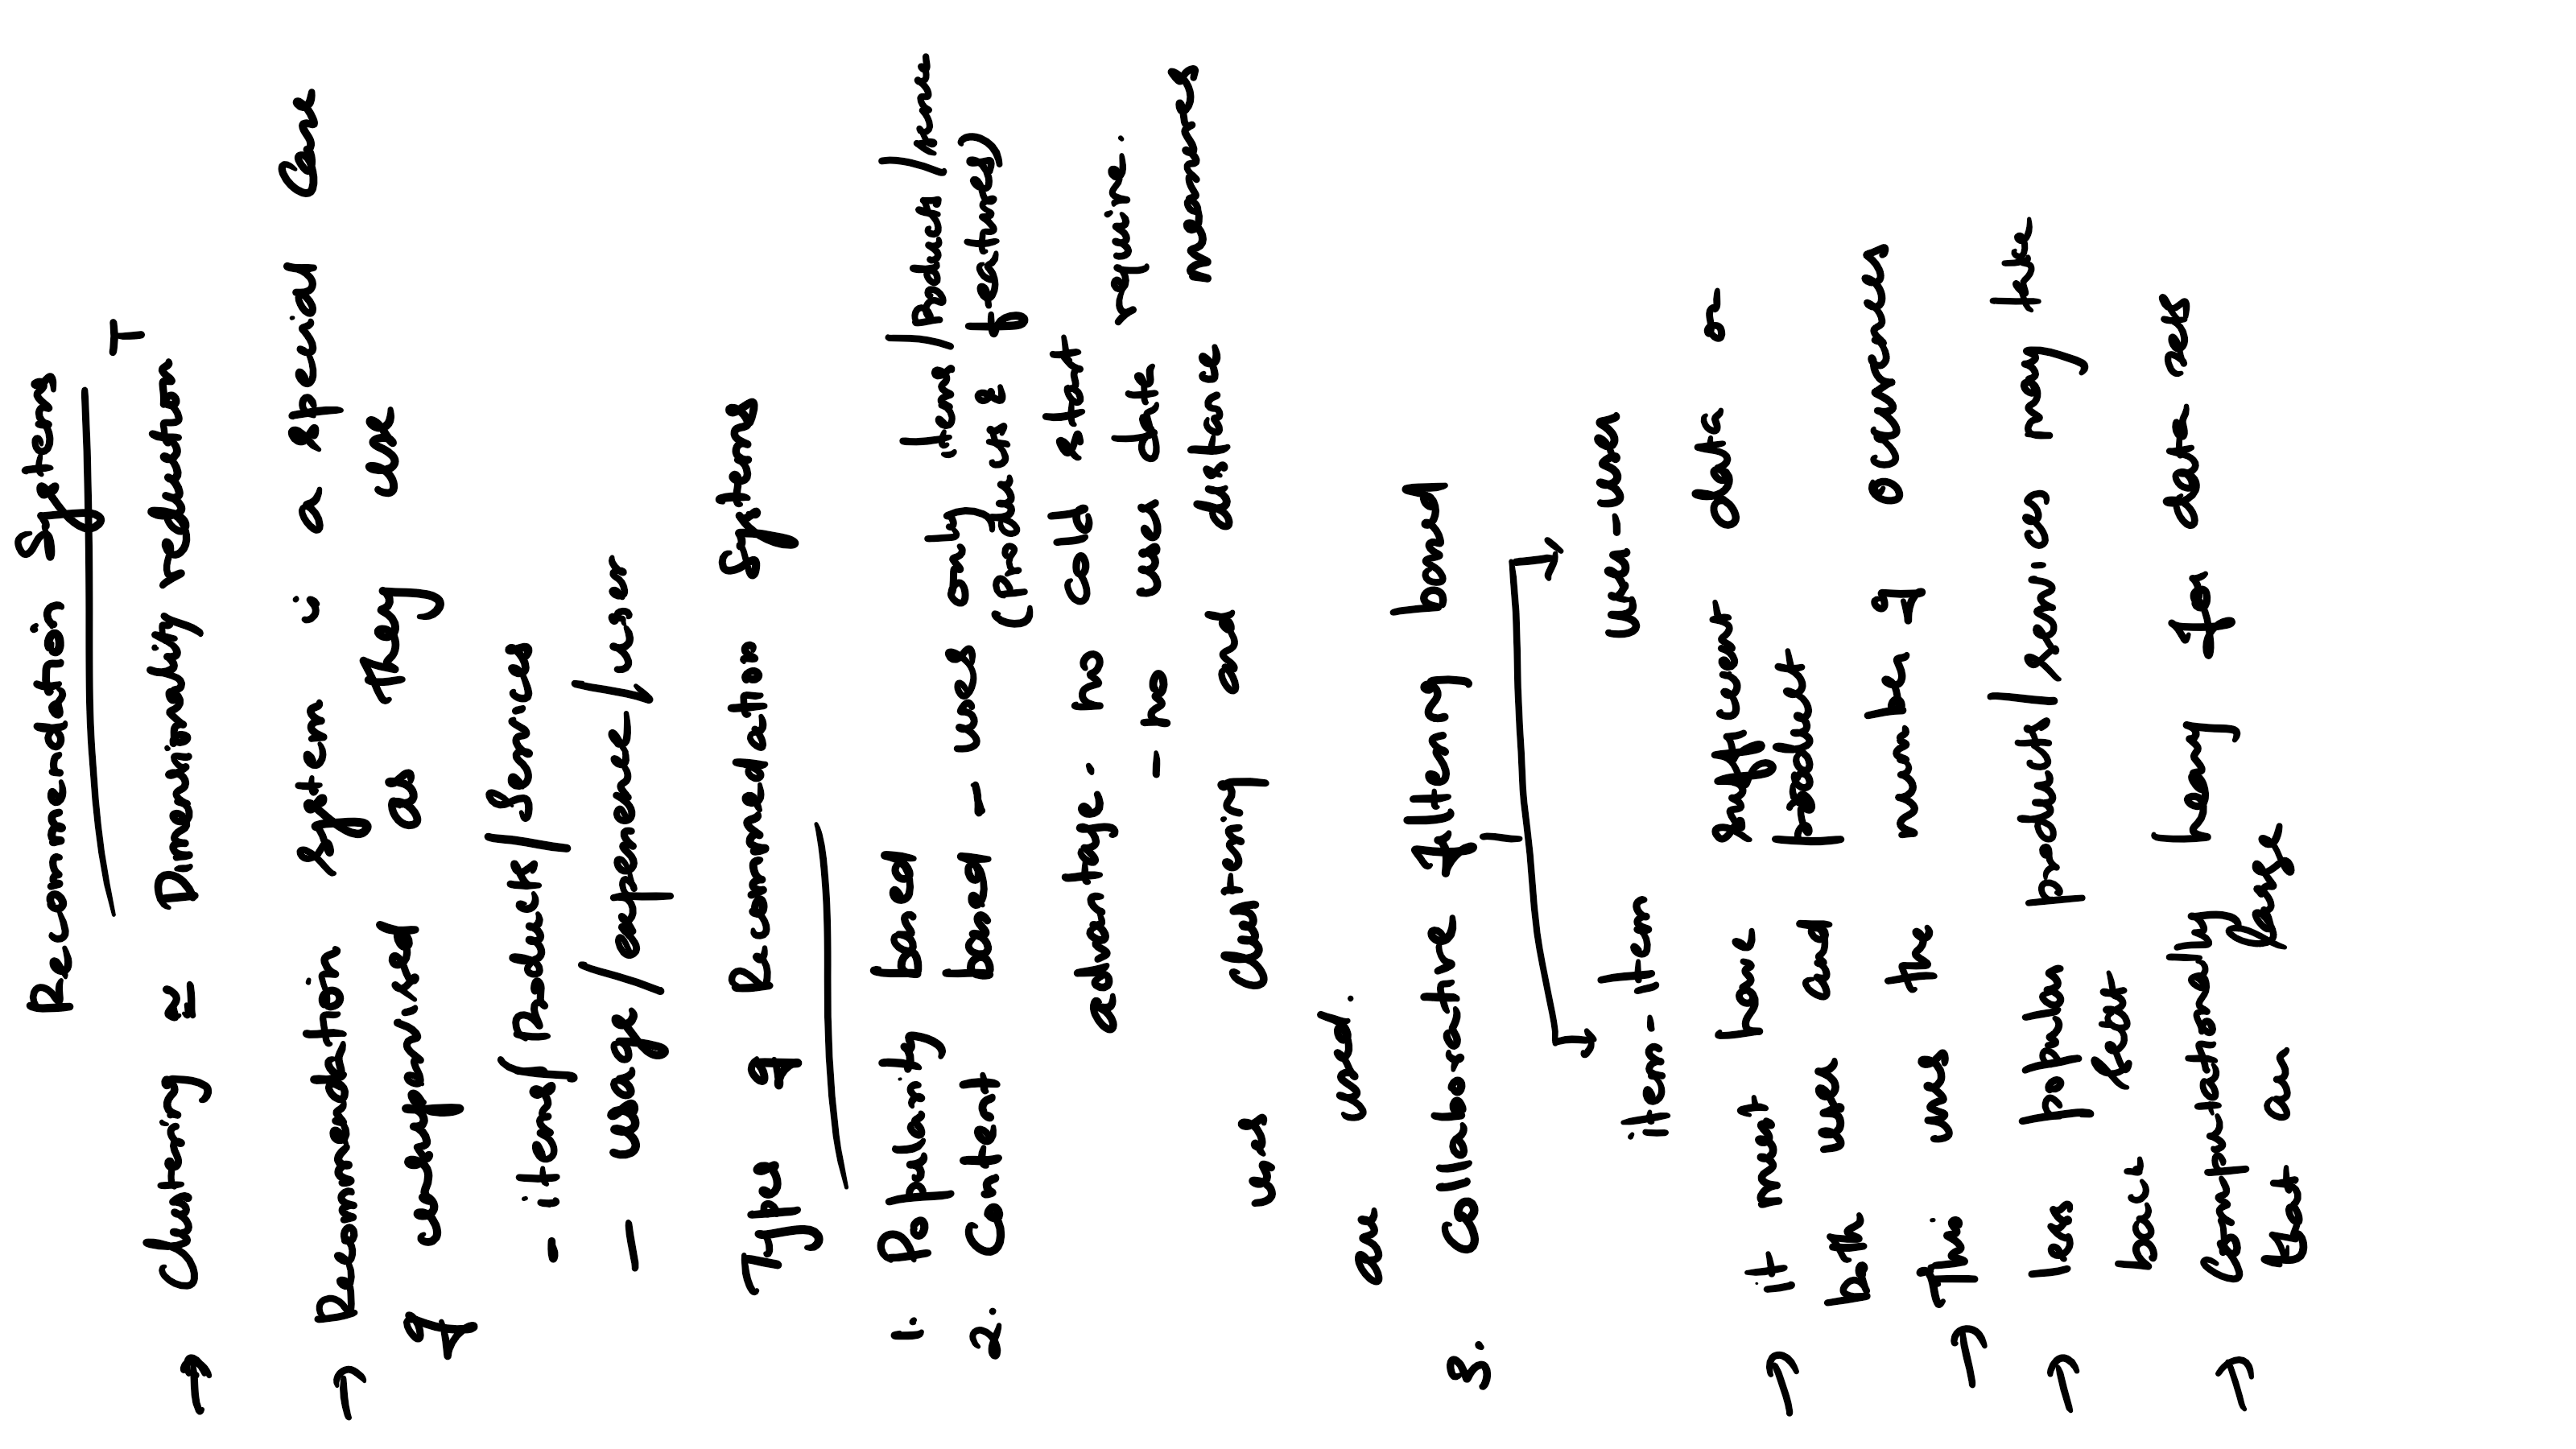 Recommendation Systems
→ Clustering ≃ Dimensionality reduction T
→ Recommendation system is a special Case
of unsupervised as they use
- items/Products/Services
- usage/experience/user
Types of Recommedation Systems
1. Popularity based
2. Content based - uses only items/Products/
(Products & features)
advantage. no cold start
- no user data require.
uses clustering and distance measures
are used.
3. Collaborative filtering based
item-item user-user
→ it must have sufficient data on
both user and product
→ This uses the number of occurences
→ less popular products/services may take
back seat
→ Computationally heavy for data sets
that are large